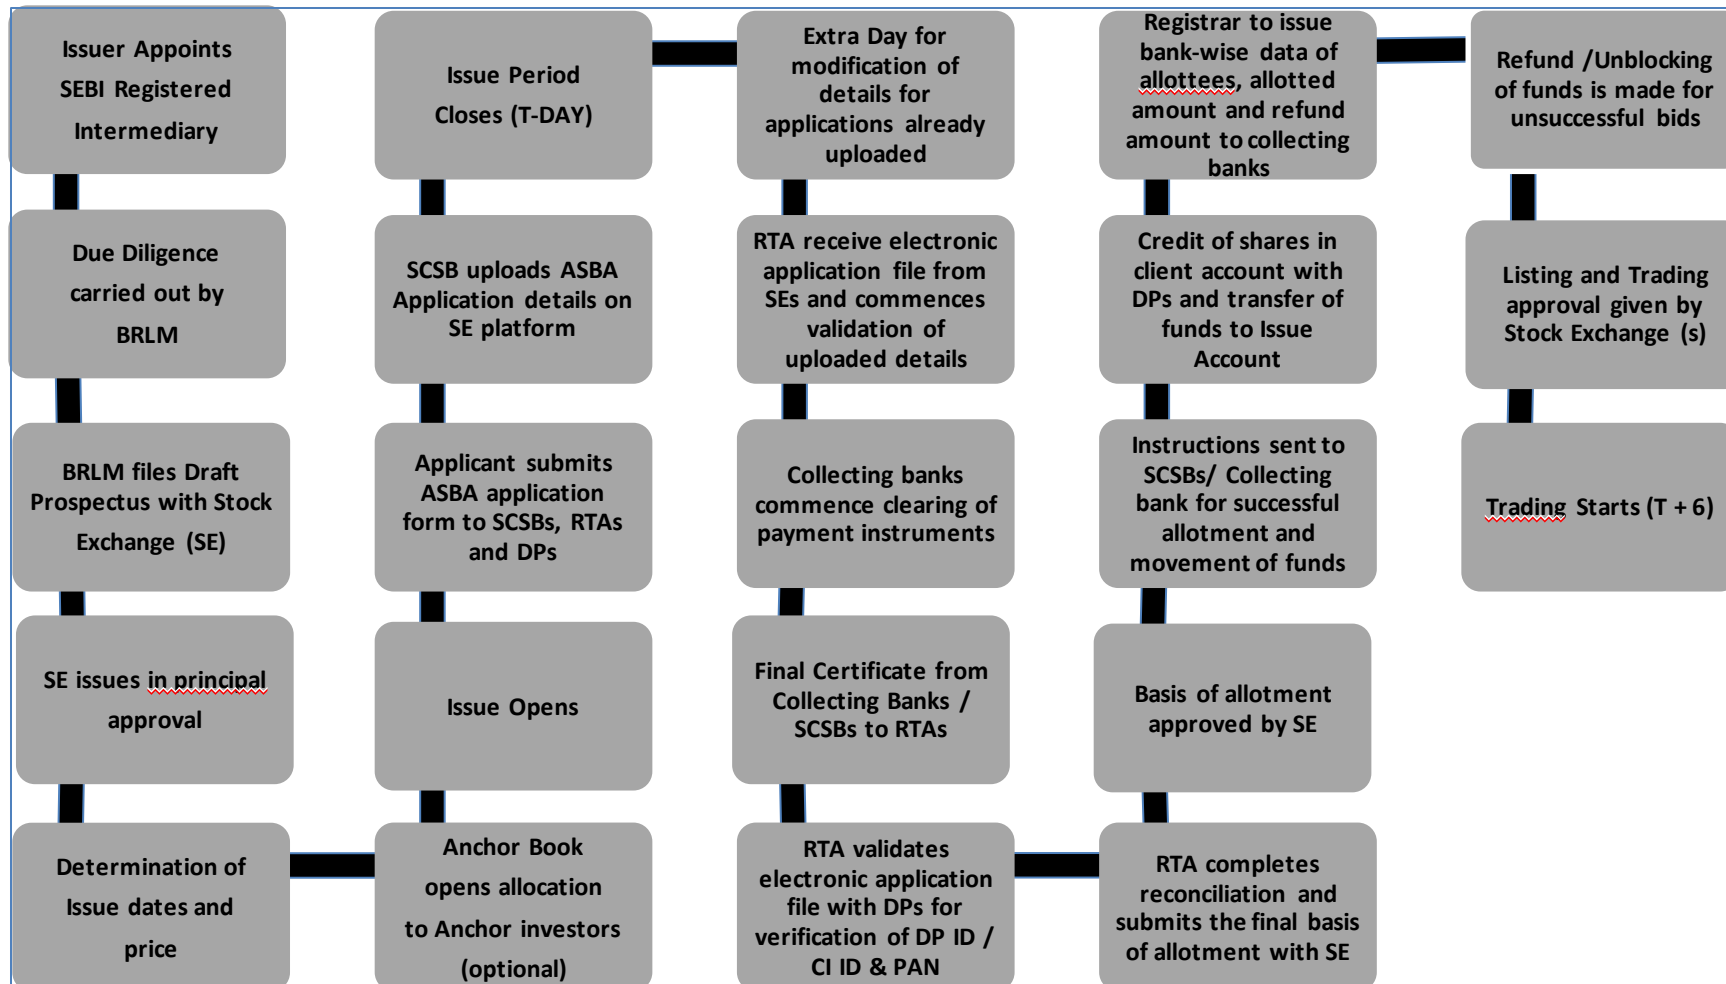 Issuer Appoints
SEBI Registered
Intermediary
Due Diligence
carried out by
BRLM
BRLM files Draft
Prospectus with Stock
Exchange (SE)
SE issues in principal
approval
Determination of
Issue dates and
price
Anchor Book
opens allocation
to Anchor investors
(optional)
Issue Opens
Applicant submits
ASBA application
form to SCSBs, RTAs
and DPs
SCSB uploads ASBA
Application details on
SE platform
Issue Period
Closes (T-DAY)
Extra Day for
modification of
details for
applications already
uploaded
RTA receive electronic
application file from
SEs and commences
validation of
uploaded details
Collecting banks
commence clearing of
payment instruments
Final Certificate from
Collecting Banks /
SCSBs to RTAs
RTA validates
electronic application
file with DPs for
verification of DP ID /
CI ID & PAN
RTA completes
reconciliation and
submits the final basis
of allotment with SE
Basis of allotment
approved by SE
Instructions sent to
SCSBs/ Collecting
bank for successful
allotment and
movement of funds
Credit of shares in
client account with
DPs and transfer of
funds to Issue
Account
Registrar to issue
bank-wise data of
allottees, allotted
amount and refund
amount to collecting
banks
Refund /Unblocking
of funds is made for
unsuccessful bids
Listing and Trading
approval given by
Stock Exchange (s)
Trading Starts (T + 6)